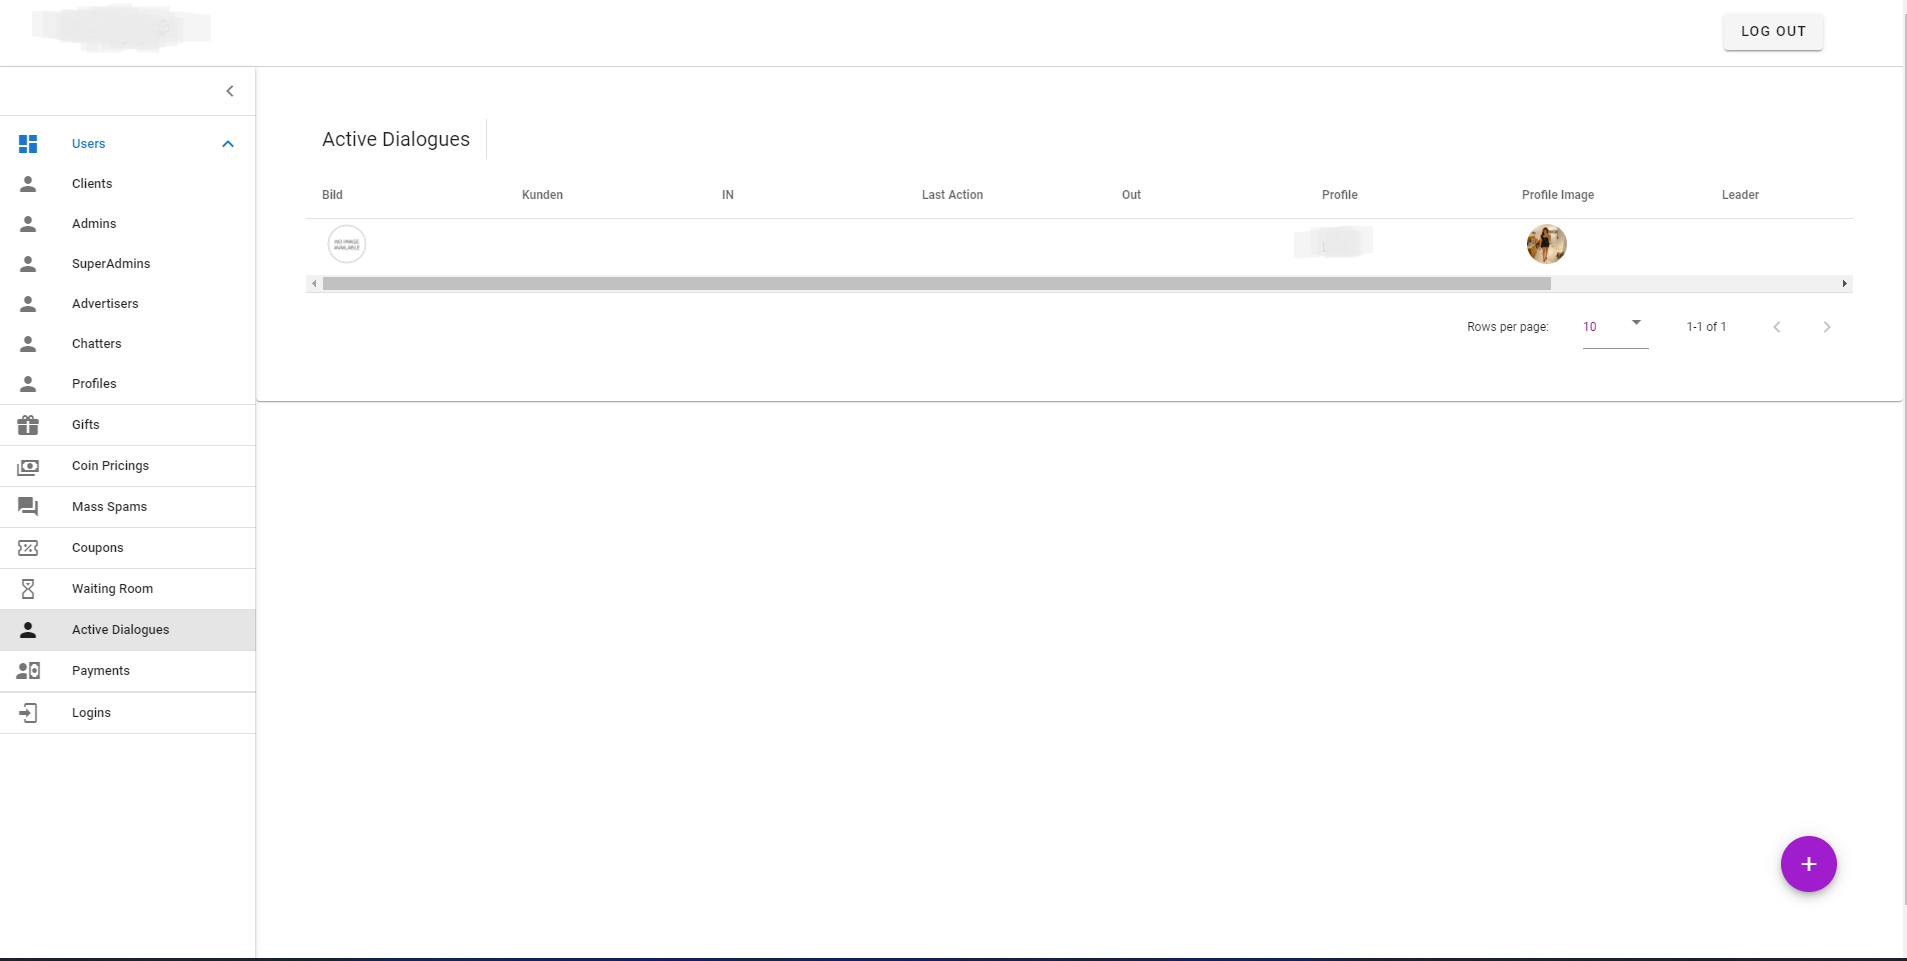 LOG OUT
Users
Clients
Admins
SuperAdmins
Advertisers
Chatters
Profiles
Gifts
Coin Pricings
Mass Spams
Coupons
Waiting Room
Active Dialogues
Payments
Logins
Active Dialogues
Bild Kunden IN Last Action Out Profile Profile Image Leader
NO IMAGE
AVAILABLE
Rows per page: 10 1-1 of 1